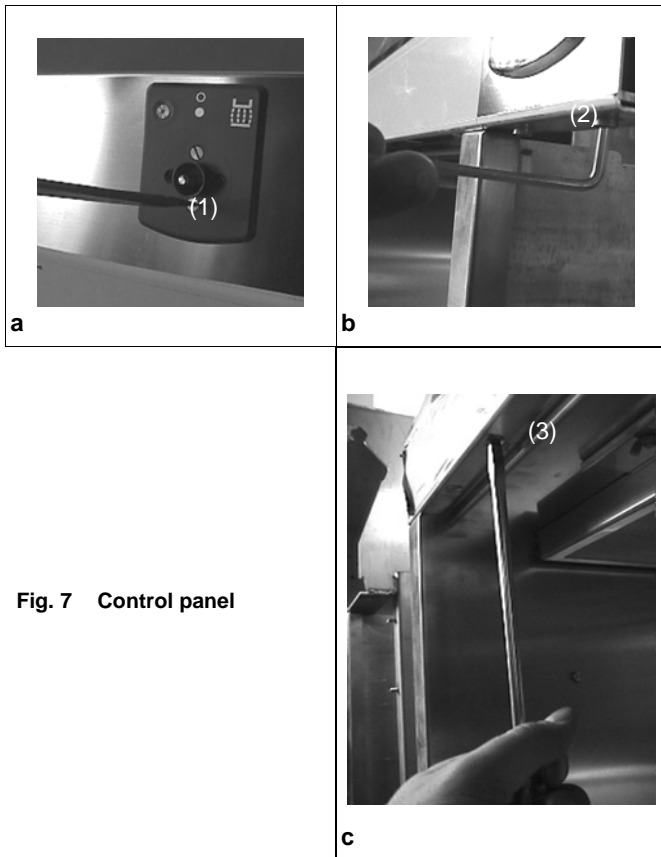 (1)
a
(2)
b
Fig. 7 Control panel
(3)
c